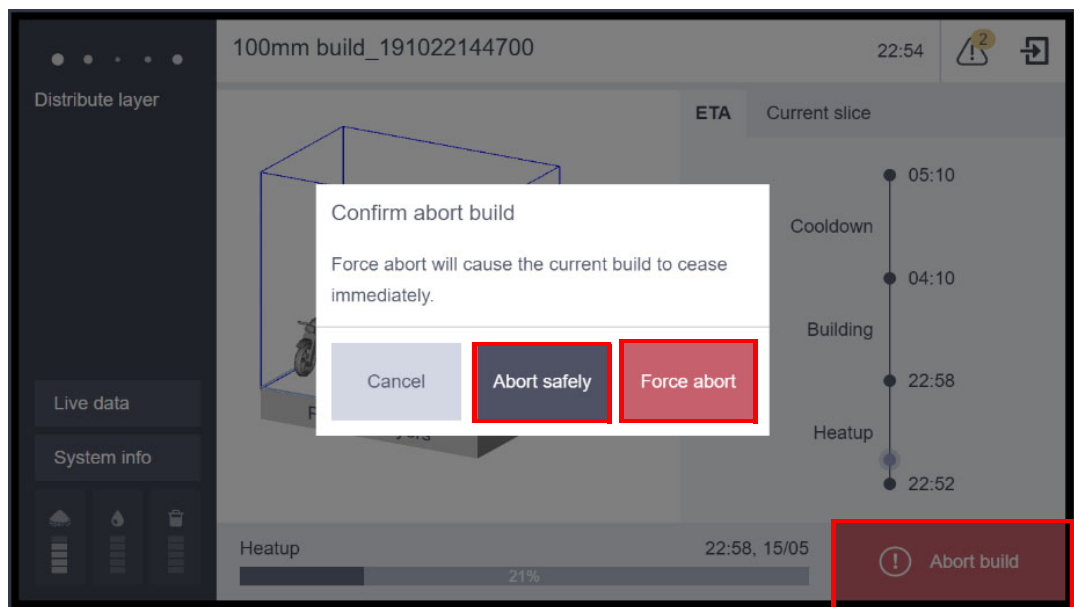 100mm build_191022144700
22:54
2
Distribute layer
ETA
Current slice
05:10
Cooldown
04:10
Building
22:58
Heatup
22:52
Confirm abort build
Force abort will cause the current build to cease
immediately.
Cancel
Abort safely
Force abort
Live data
System info
Heatup
22:58, 15/05
21%
Abort build